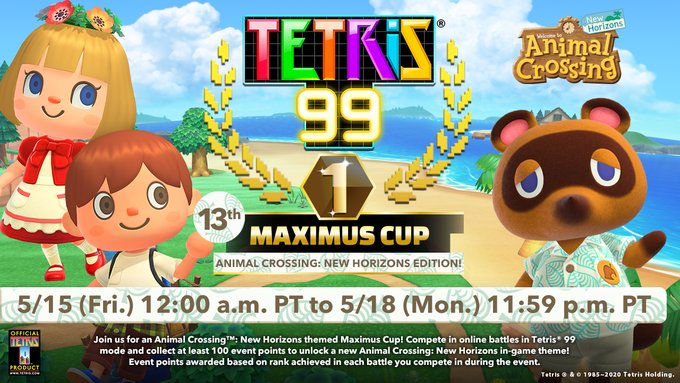 TETRIS®
99
Welcome to
New Horizons
Animal Crossing
1
13th
MAXIMUS CUP
ANIMAL CROSSING: NEW HORIZONS EDITION!
5/15 (Fri.) 12:00 a.m. PT to 5/18 (Mon.) 11:59 p.m. PT
Join us for an Animal Crossing™: New Horizons themed Maximus Cup! Compete in online battles in Tetris® 99
mode and collect at least 100 event points to unlock a new Animal Crossing: New Horizons in-game theme!
Event points awarded based on rank achieved in each battle you compete in during the event.
OFFICIAL
TETRIS
PRODUCT
WWW.TETRIS.COM
Tetris ® & © 1985~2020 Tetris Holding.